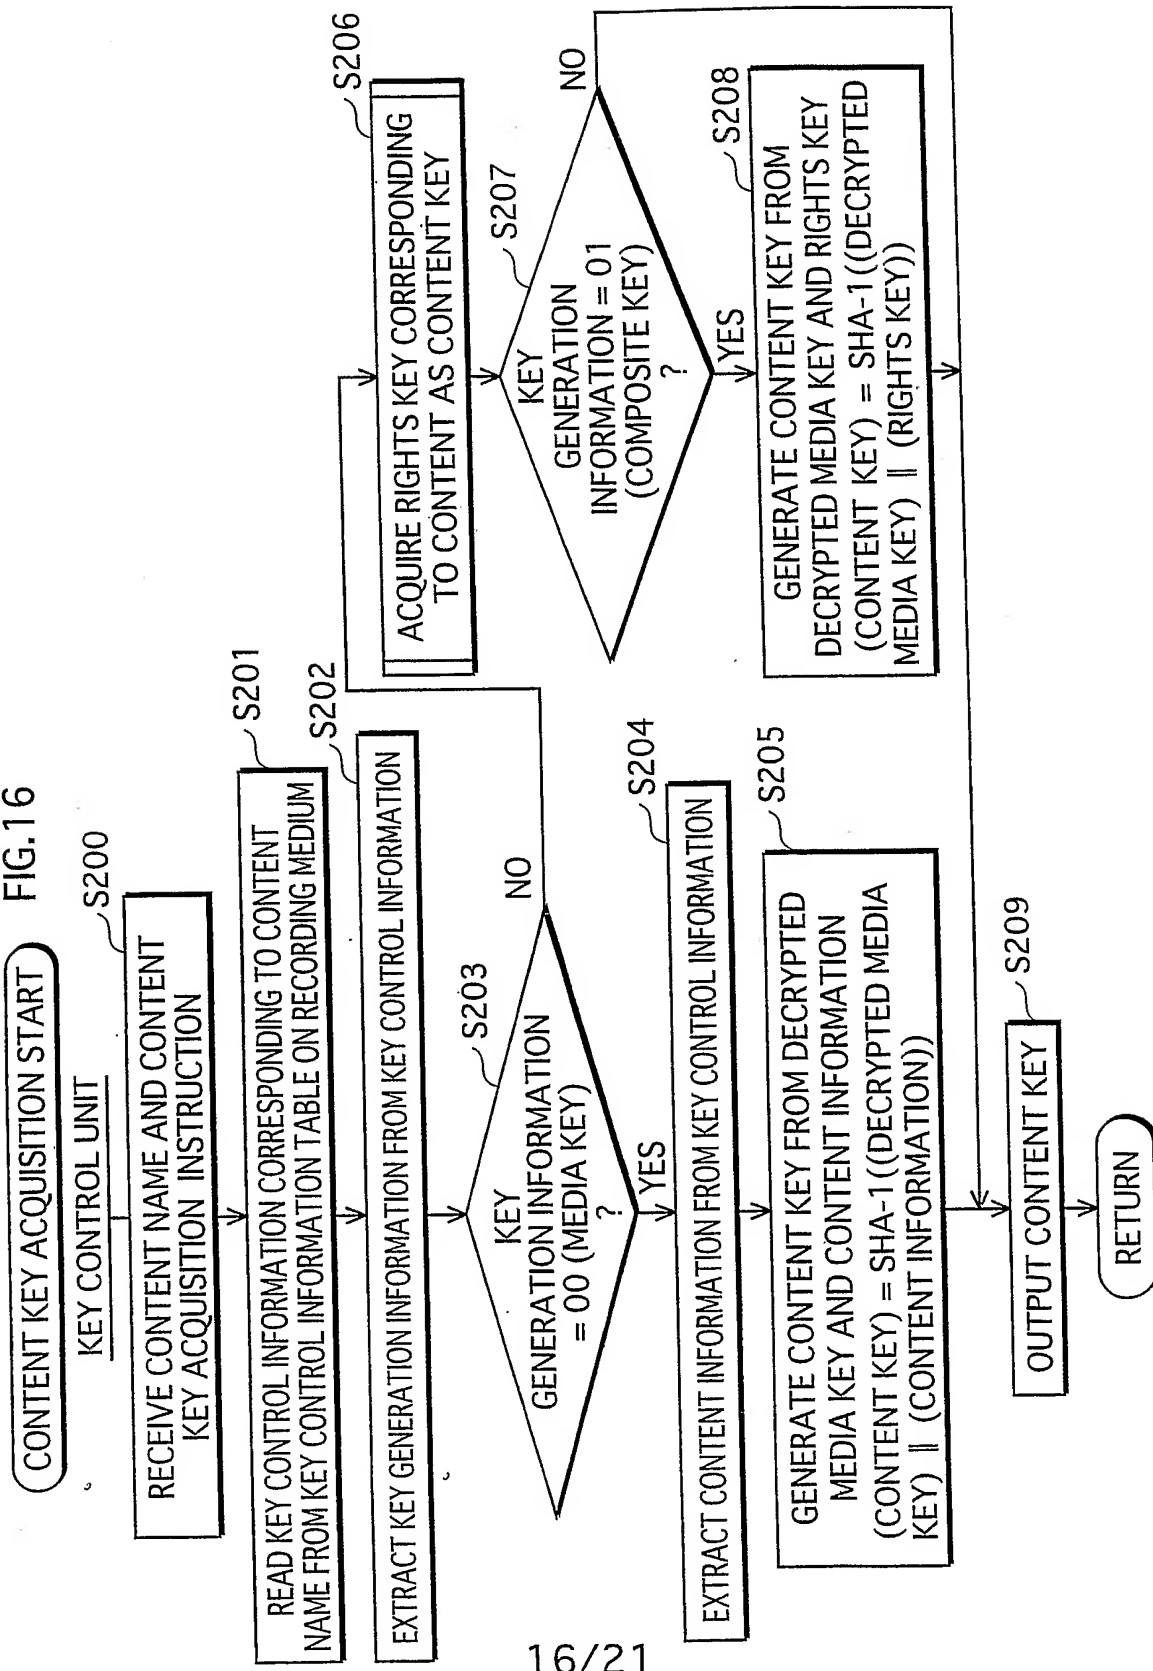 FIG.16
CONTENT KEY ACQUISITION START
KEY CONTROL UNIT
S200
RECEIVE CONTENT NAME AND CONTENT
KEY ACQUISITION INSTRUCTION
S201
READ KEY CONTROL INFORMATION CORRESPONDING TO CONTENT
NAME FROM KEY CONTROL INFORMATION TABLE ON RECORDING MEDIUM
S202
EXTRACT KEY GENERATION INFORMATION FROM KEY CONTROL INFORMATION
S203
KEY
GENERATION INFORMATION
= 00 (MEDIA KEY)
?
NO
YES
S204
EXTRACT CONTENT INFORMATION FROM KEY CONTROL INFORMATION
S205
GENERATE CONTENT KEY FROM DECRYPTED
MEDIA KEY AND CONTENT INFORMATION
(CONTENT KEY) = SHA-1((DECRYPTED MEDIA
KEY) || (CONTENT INFORMATION))
S206
ACQUIRE RIGHTS KEY CORRESPONDING
TO CONTENT AS CONTENT KEY
S207
KEY
GENERATION
INFORMATION = 01
(COMPOSITE KEY)
?
NO
YES
S208
GENERATE CONTENT KEY FROM
DECRYPTED MEDIA KEY AND RIGHTS KEY
(CONTENT KEY) = SHA-1((DECRYPTED
MEDIA KEY) || (RIGHTS KEY))
S209
OUTPUT CONTENT KEY
RETURN
16/21